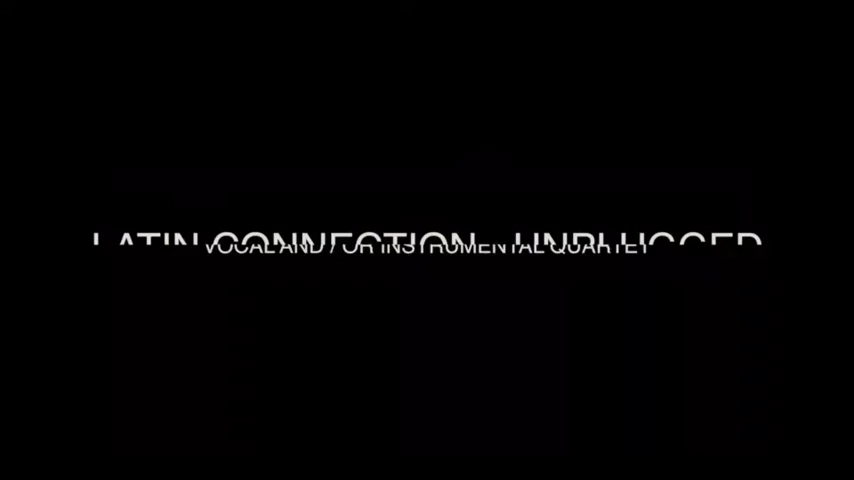 LATIN CONNECTION - UNPLUGGED
VOCAL AND / OR INSTRUMENTAL QUARTET